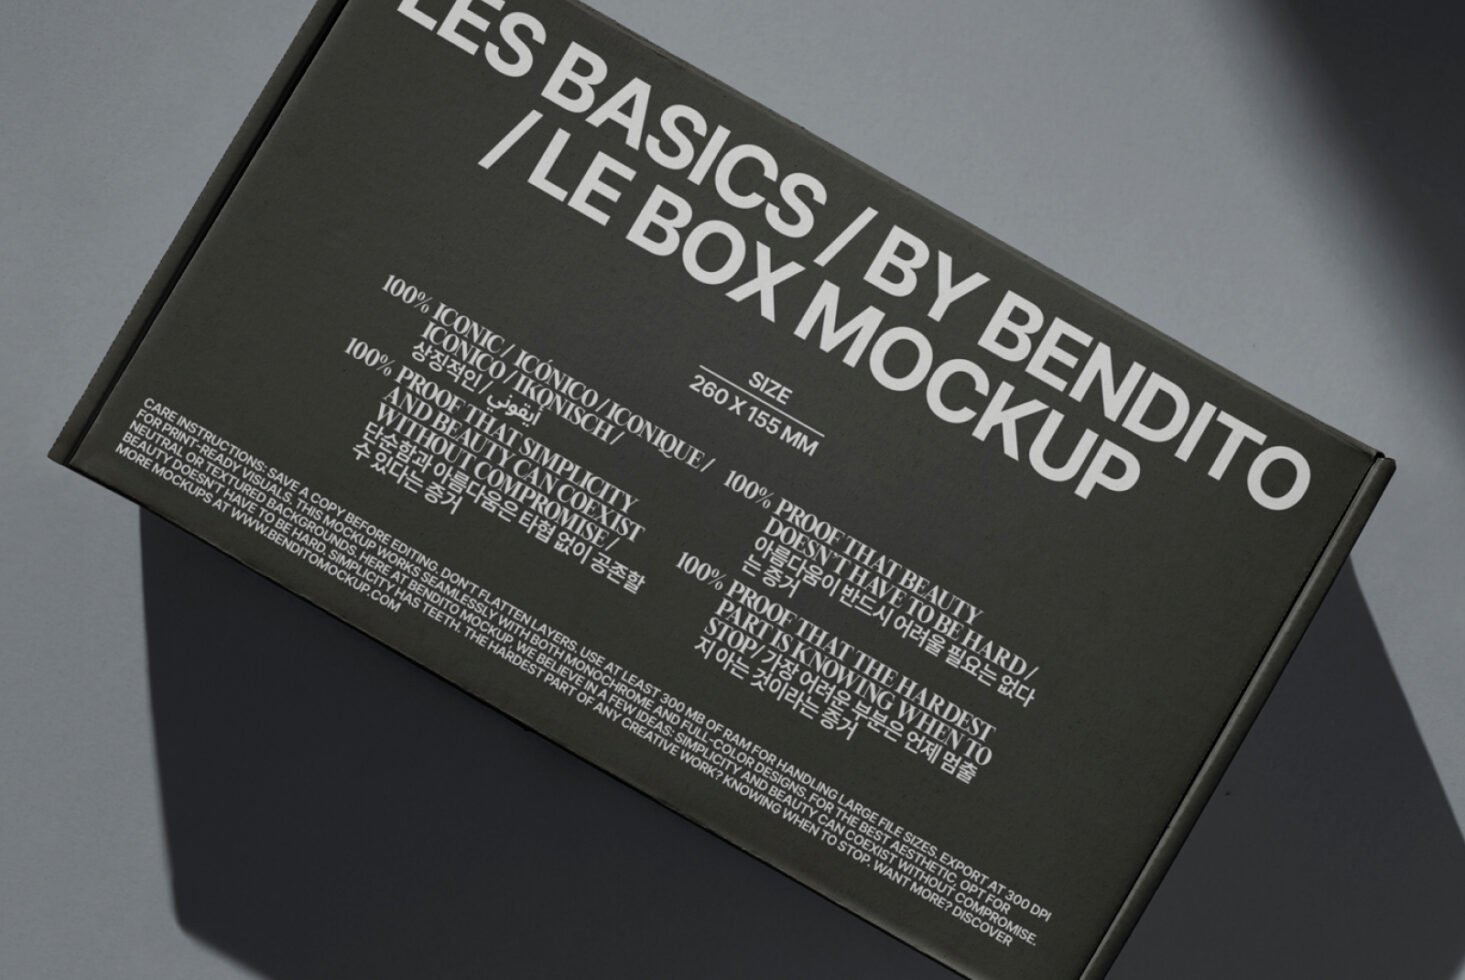 LES BASICS / BY BENDITO
/ LE BOX MOCKUP
SIZE
260 X 155 MM
100% ICONIC / ICÓNICO / ICONIQUE /
ICONICO / IKONISCH /
상징적인 / أيقوني
100% PROOF THAT SIMPLICITY
AND BEAUTY CAN COEXIST
WITHOUT COMPROMISE /
단순함과 아름다움은 타협 없이 공존할
수 있다는 증거
100% PROOF THAT BEAUTY
DOESN'T HAVE TO BE HARD /
아름다움이 반드시 어려울 필요는 없다
는 증거
100% PROOF THAT THE HARDEST
PART IS KNOWING WHEN TO
STOP / 가장 어려운 부분은 언제 멈출
지 아는 것이라는 증거
CARE INSTRUCTIONS: SAVE A COPY BEFORE EDITING. DON'T FLATTEN LAYERS. USE AT LEAST 300 MB OF RAM FOR HANDLING LARGE FILE SIZES. EXPORT AT 300 DPI
FOR PRINT-READY VISUALS. THIS MOCKUP WORKS SEAMLESSLY WITH BOTH MONOCHROME AND FULL-COLOR DESIGNS. FOR THE BEST AESTHETIC, OPT FOR
NEUTRAL OR TEXTURED BACKGROUNDS. HERE AT BENDITO MOCKUP, WE BELIEVE IN A FEW IDEAS: SIMPLICITY AND BEAUTY CAN COEXIST WITHOUT COMPROMISE.
BEAUTY DOESN'T HAVE TO BE HARD. SIMPLICITY HAS TEETH. THE HARDEST PART OF ANY CREATIVE WORK? KNOWING WHEN TO STOP. WANT MORE? DISCOVER
MORE MOCKUPS AT WWW.BENDITOMOCKUP.COM